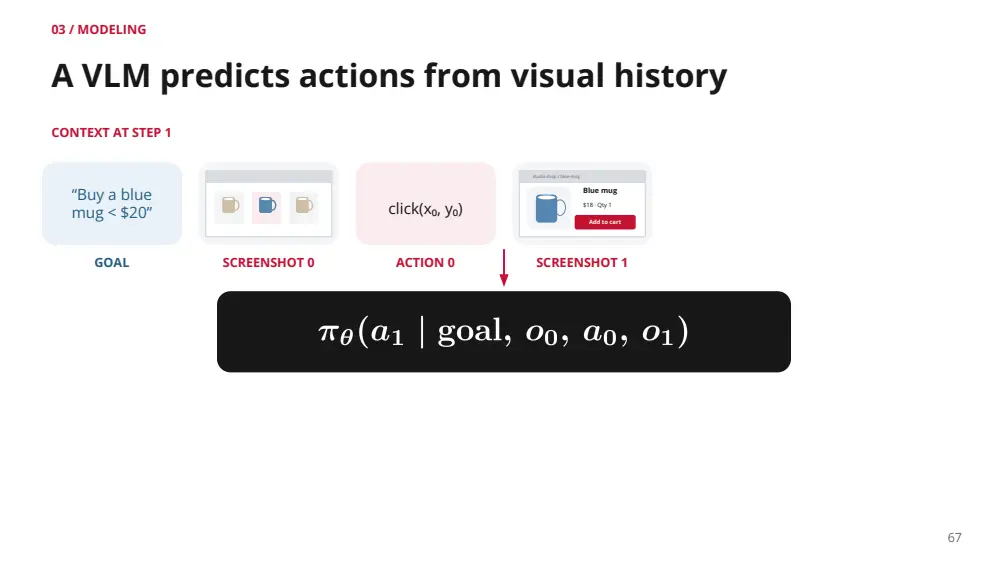 03 / MODELING
A VLM predicts actions from visual history
CONTEXT AT STEP 1
“Buy a blue
mug < $20”
click(x₀, y₀)
Blue mug
$18 · Qty 1
Add to cart
GOAL
SCREENSHOT 0
ACTION 0
SCREENSHOT 1
π_θ(a₁ | goal, o₀, a₀, o₁)
67